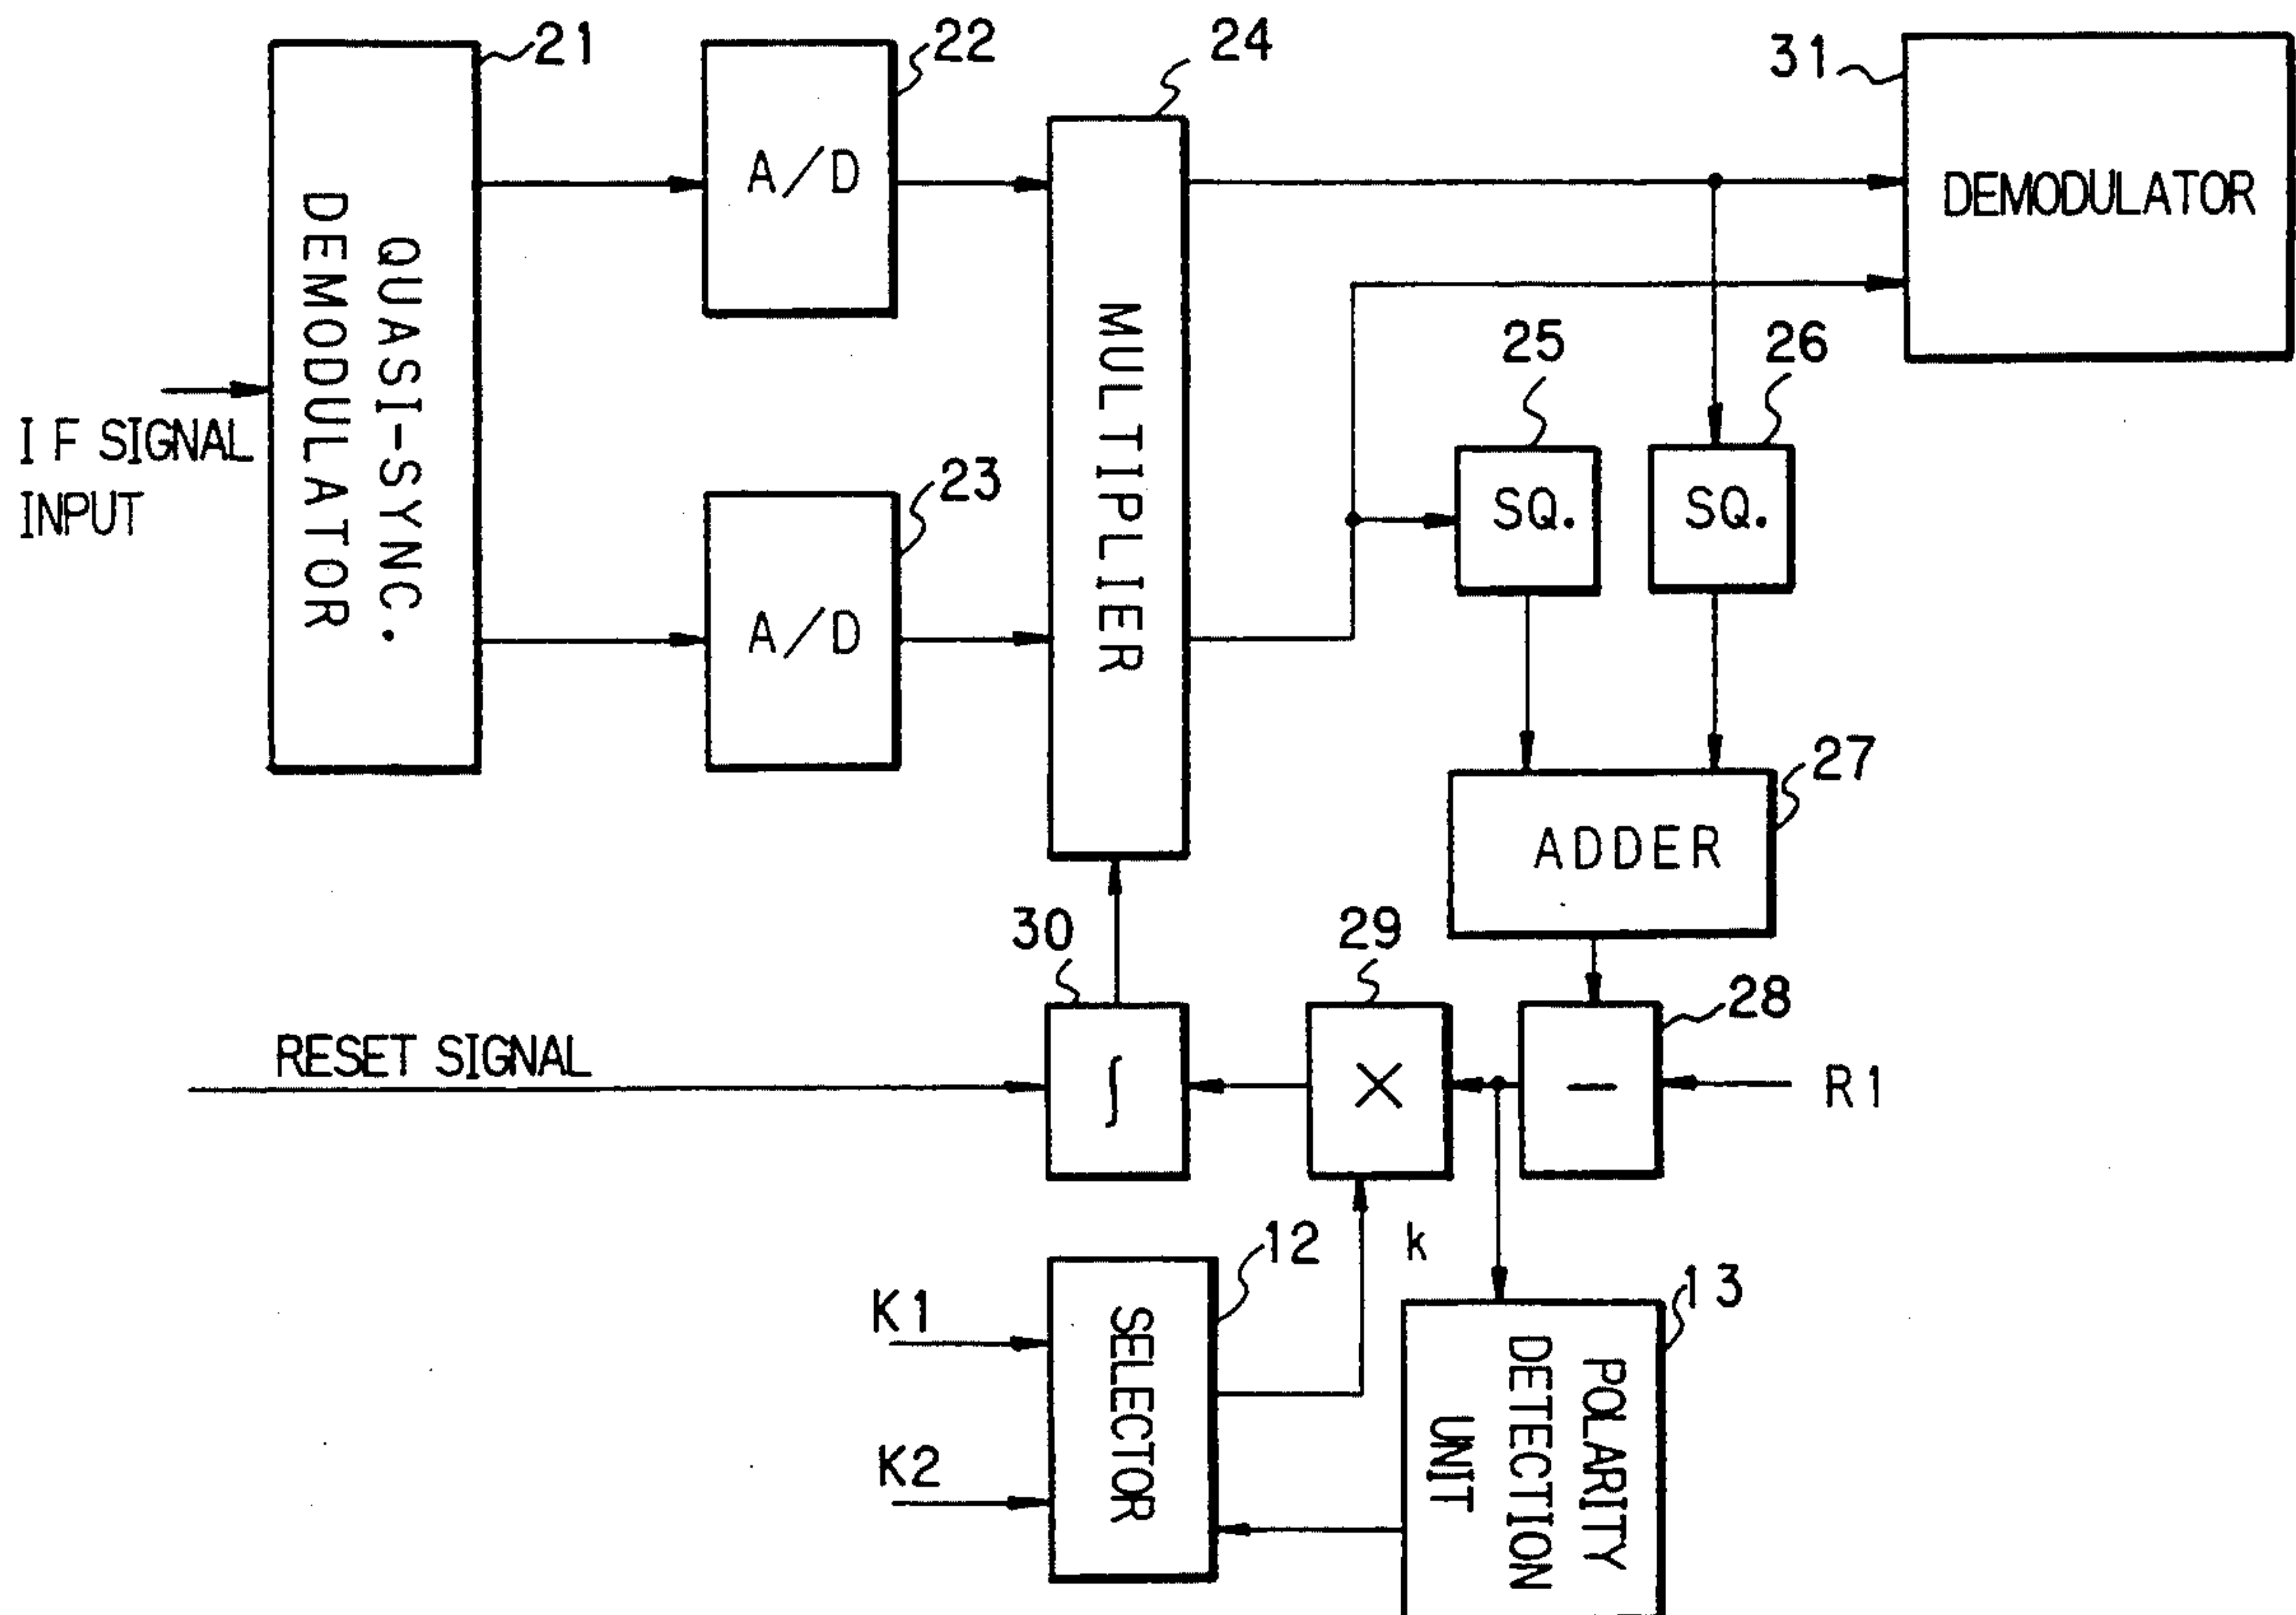 21
22
24
31
QUASI-SYNC.
DEMODULATOR
A/D
MULTIPLIER
DEMODULATOR
25
26
I F SIGNAL
INPUT
23
A/D
SQ.
SQ.
27
ADDER
30
29
28
RESET SIGNAL
∫
×
−
R1
12
k
13
K1
K2
SELECTOR
POLARITY
DETECTION
UNIT